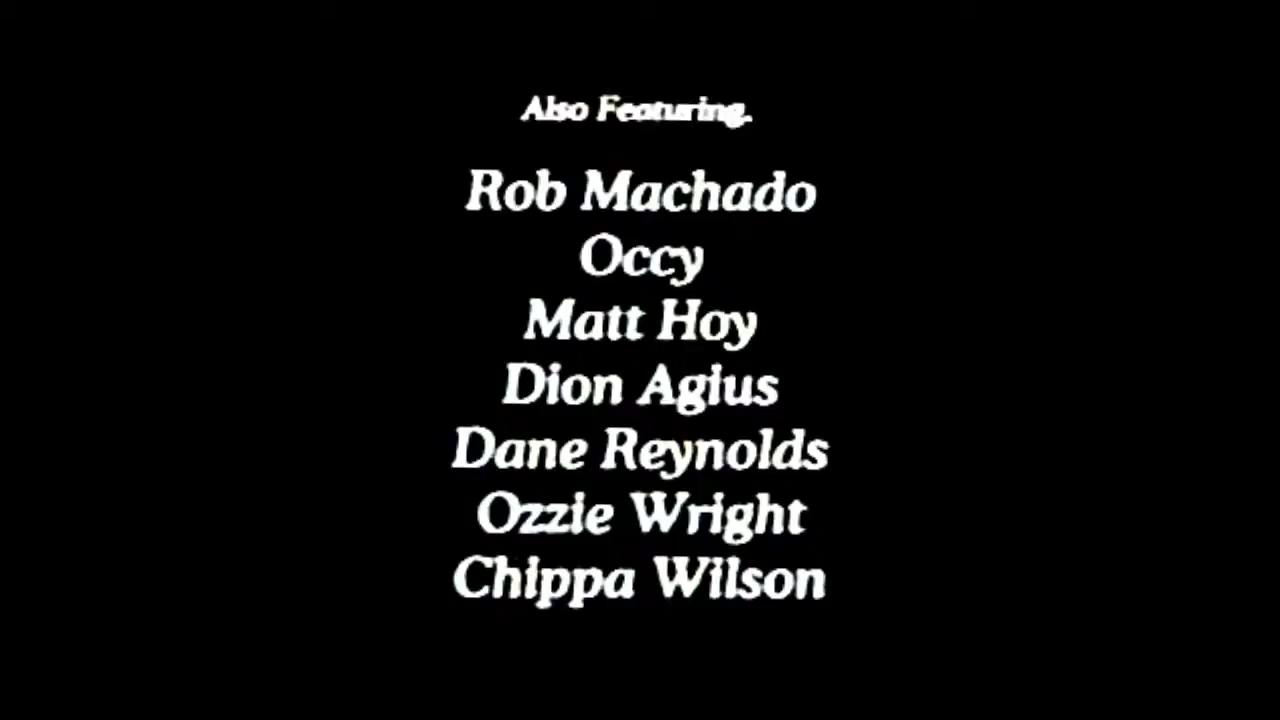 Also Featuring.
Rob Machado
Occy
Matt Hoy
Dion Agius
Dane Reynolds
Ozzie Wright
Chippa Wilson